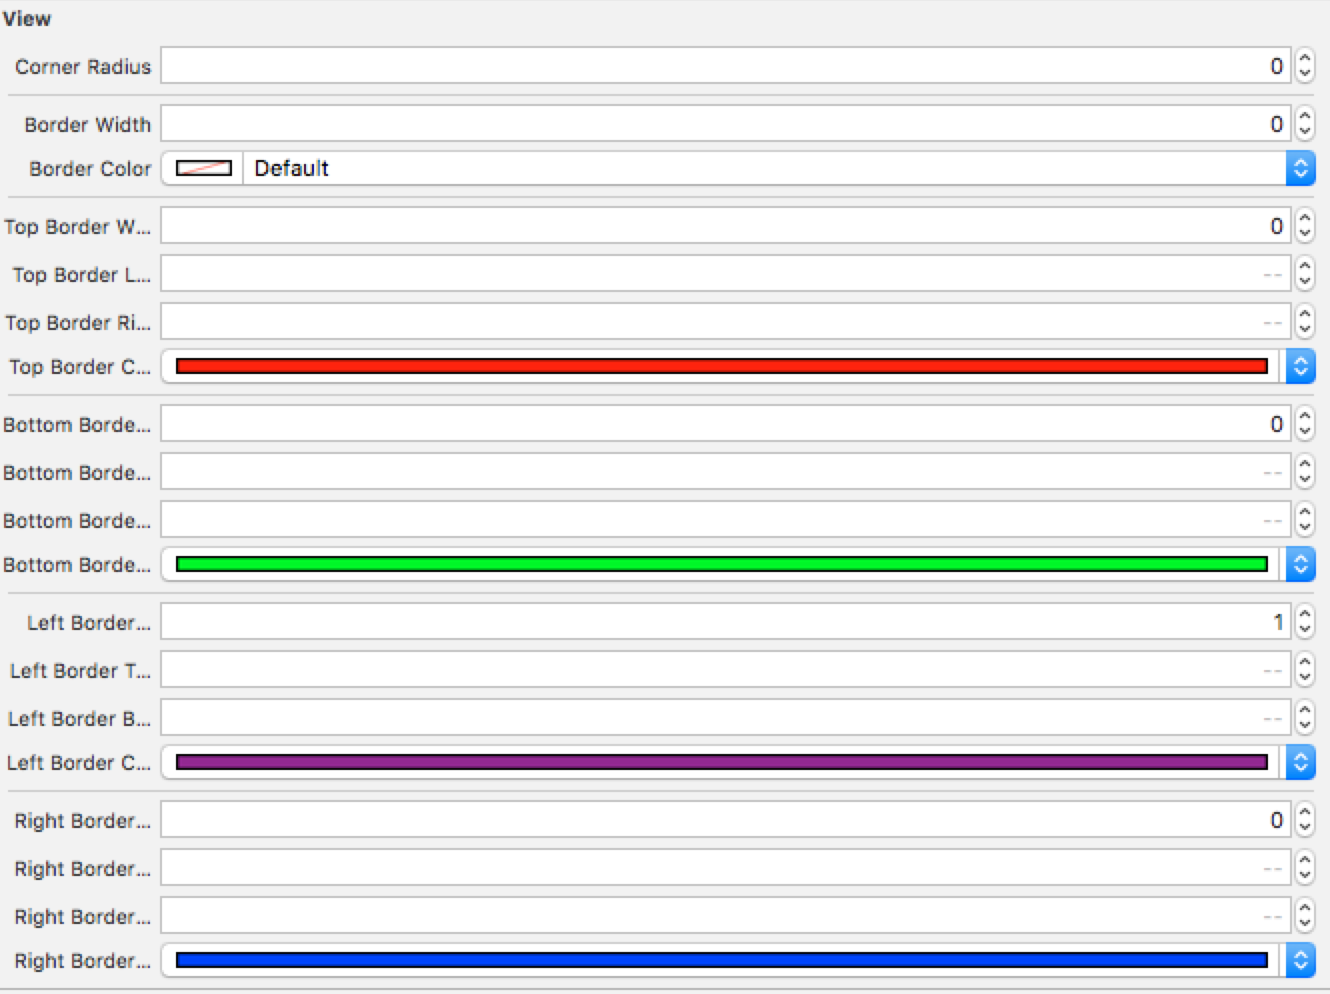 View
Corner Radius 0
Border Width 0
Border Color Default
Top Border W... 0
Top Border L... --
Top Border Ri... --
Top Border C...
Bottom Borde... 0
Bottom Borde... --
Bottom Borde... --
Bottom Borde...
Left Border... 1
Left Border T... --
Left Border B... --
Left Border C...
Right Border... 0
Right Border... --
Right Border... --
Right Border...